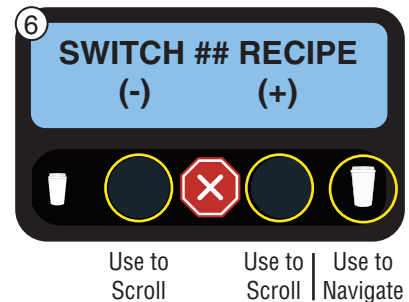 6
SWITCH ## RECIPE
(-) (+)
Use to Use to Use to
Scroll Scroll Navigate